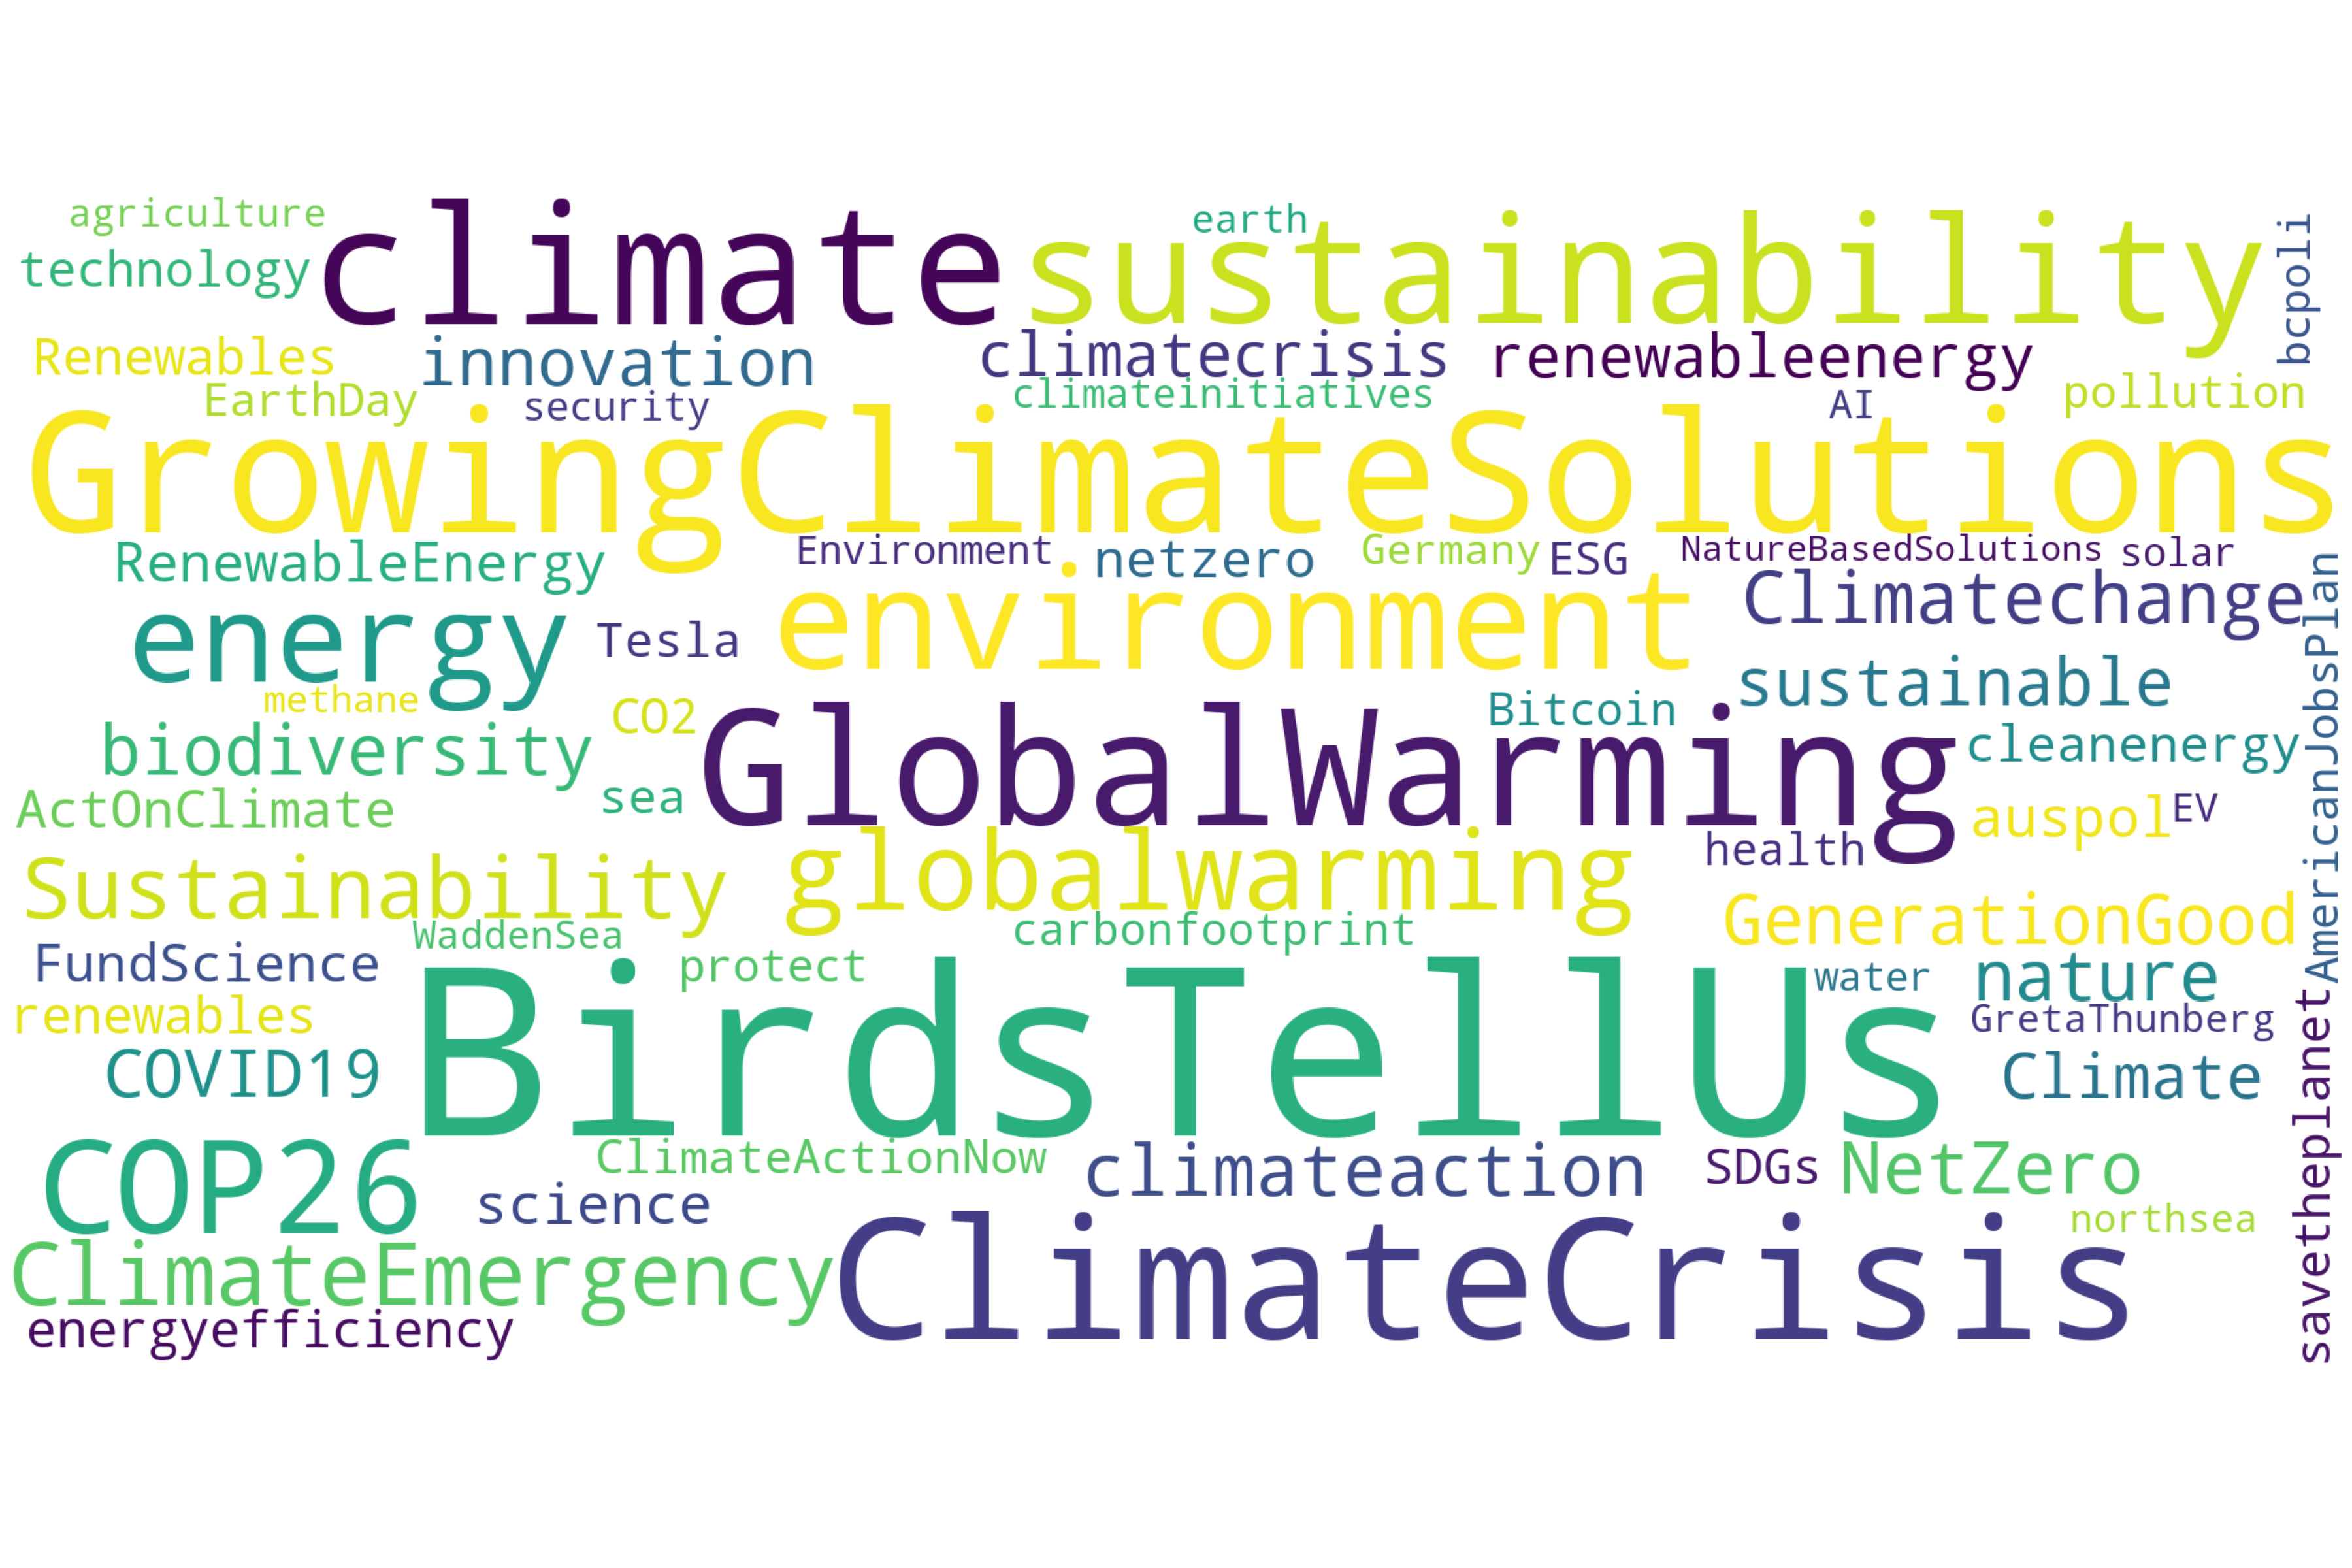 agriculture
earth
climate
sustainability
bcpoli
technology
Renewables
innovation
climatecrisis
renewableenergy
EarthDay
security
climateinitiatives
AI
pollution
GrowingClimateSolutions
RenewableEnergy
Environment
netzero
Germany
ESG
NatureBasedSolutions
solar
energy
Tesla
environment
Climatechange
AmericanJobsPlan
methane
CO2
Bitcoin
sustainable
biodiversity
GlobalWarming
cleanenergy
ActOnClimate
sea
auspol
EV
health
Sustainability
globalwarming
GenerationGood
WaddenSea
carbonfootprint
FundScience
protect
water
nature
renewables
BirdsTellUs
GretaThunberg
COVID19
Climate
savetheplanet
COP26
ClimateActionNow
climateaction
SDGs
NetZero
science
northsea
ClimateEmergency
ClimateCrisis
energyefficiency